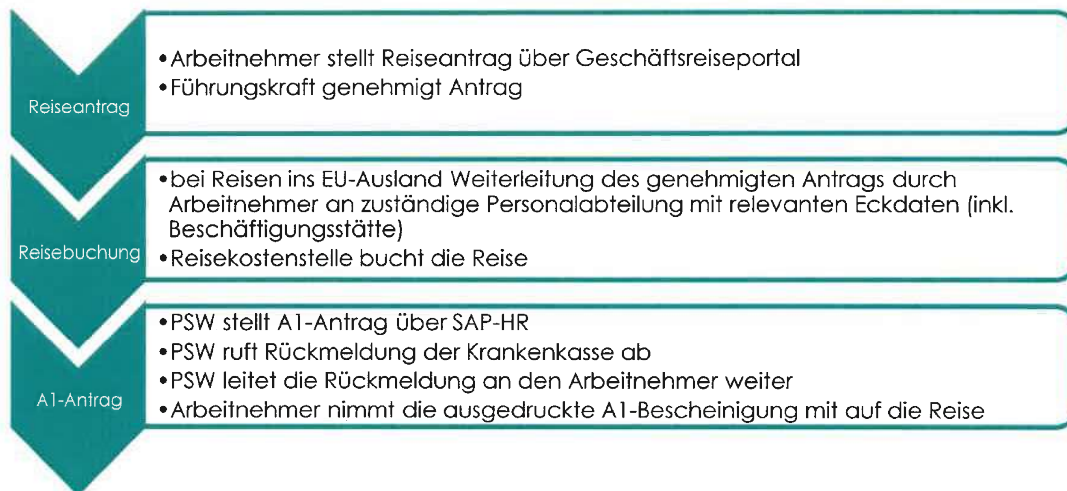 Reiseantrag
•Arbeitnehmer stellt Reiseantrag über Geschäftsreiseportal
•Führungskraft genehmigt Antrag
Reisebuchung
•bei Reisen ins EU-Ausland Weiterleitung des genehmigten Antrags durch
Arbeitnehmer an zuständige Personalabteilung mit relevanten Eckdaten (inkl.
Beschäftigungsstätte)
•Reisekostenstelle bucht die Reise
A1-Antrag
•PSW stellt A1-Antrag über SAP-HR
•PSW ruft Rückmeldung der Krankenkasse ab
•PSW leitet die Rückmeldung an den Arbeitnehmer weiter
•Arbeitnehmer nimmt die ausgedruckte A1-Bescheinigung mit auf die Reise